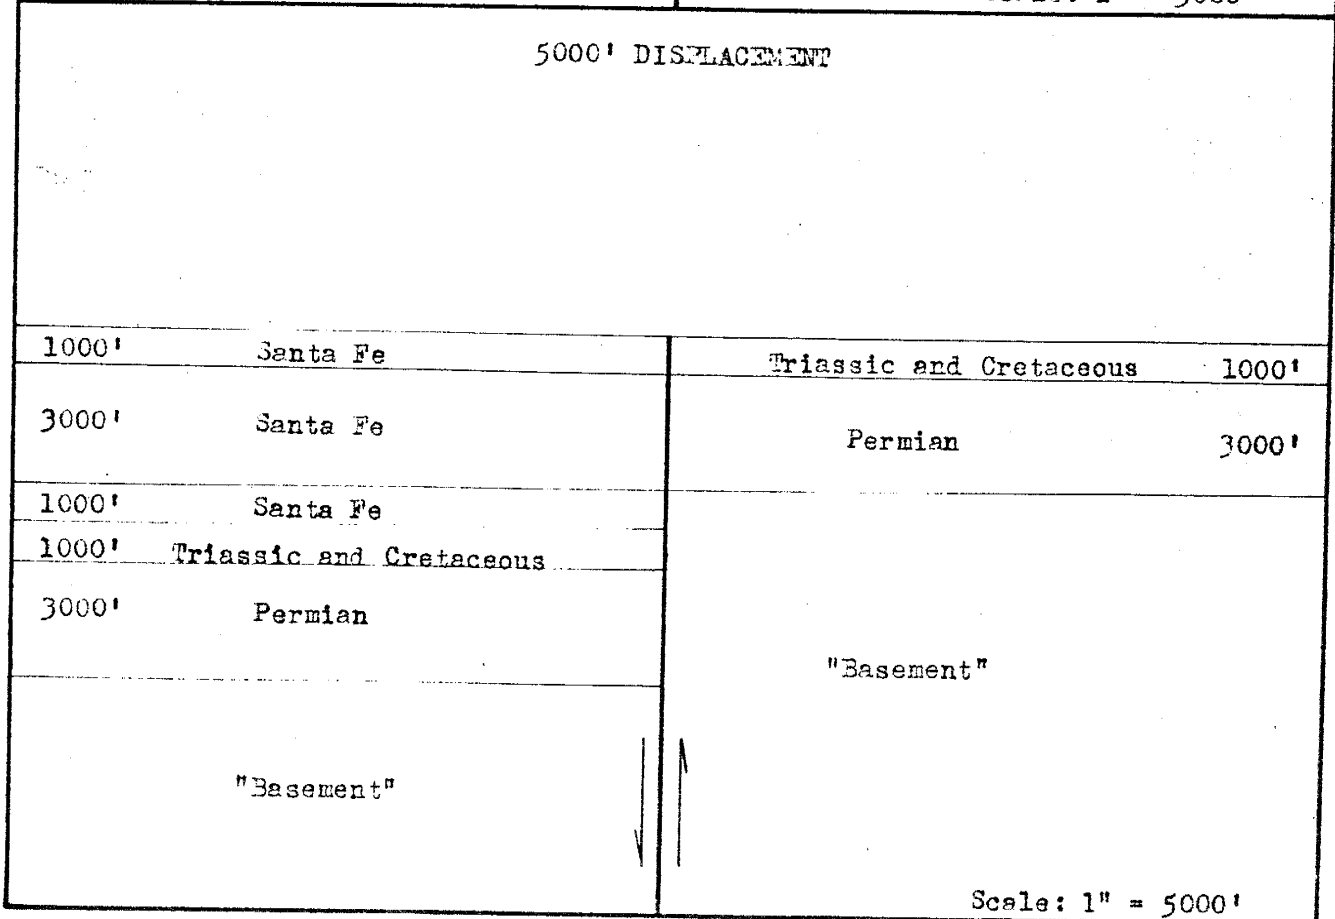 5000' DISPLACEMENT
1000' Santa Fe
Triassic and Cretaceous 1000'
3000' Santa Fe
Permian 3000'
1000' Santa Fe
1000' Triassic and Cretaceous
3000' Permian
"Basement"
"Basement"
Scale: 1" = 5000'